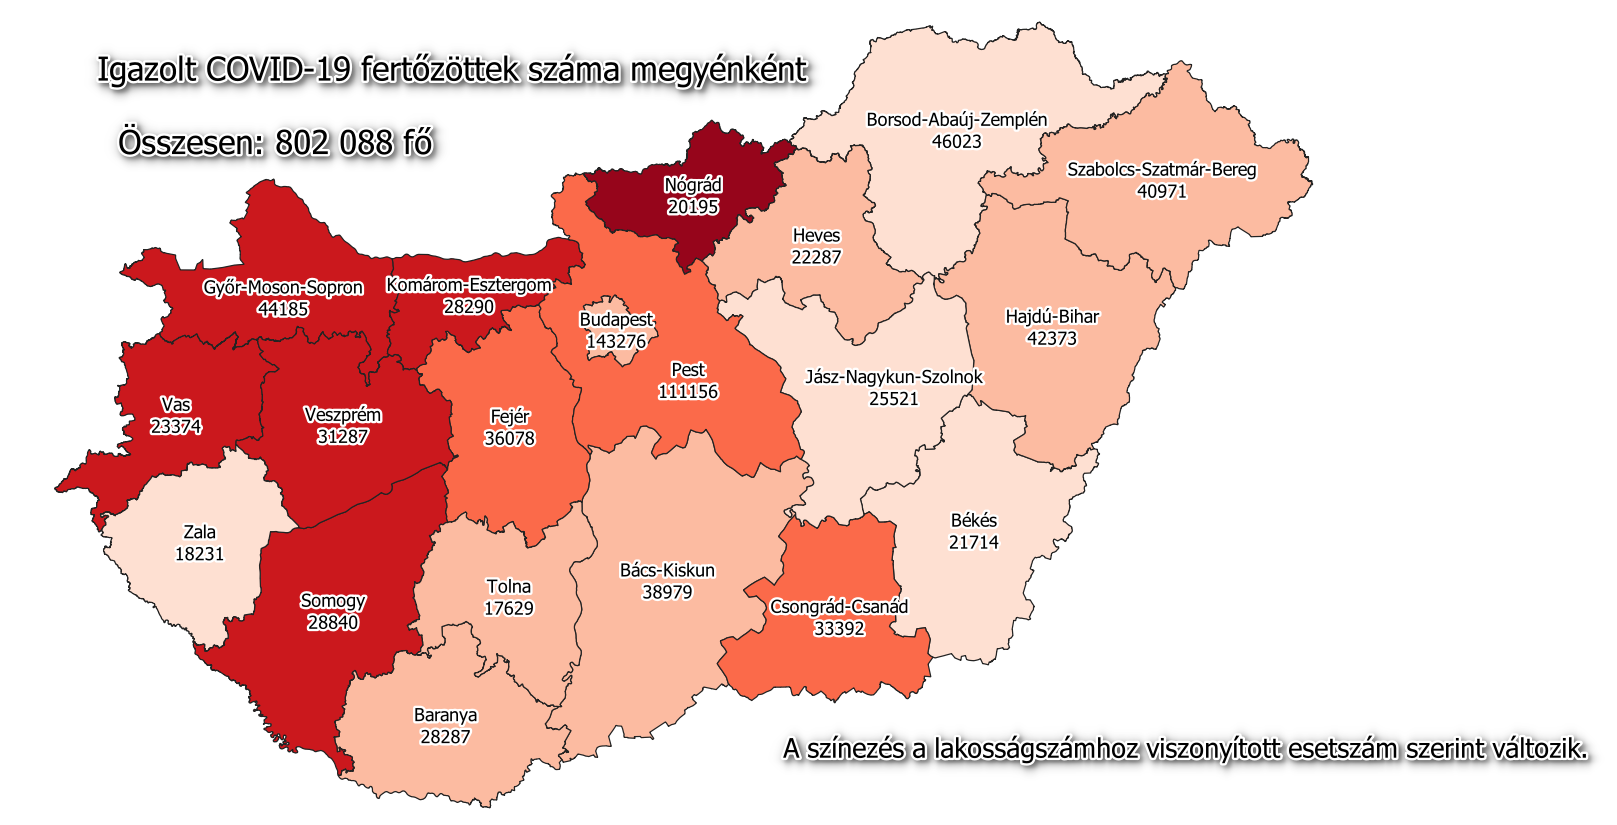 Igazolt COVID-19 fertőzöttek száma megyénként
Összesen: 802 088 fő
Borsod-Abaúj-Zemplén
46023
Szabolcs-Szatmár-Bereg
40971
Nógrád
20195
Heves
22287
Győr-Moson-Sopron
44185
Komárom-Esztergom
28290
Budapest
143276
Hajdú-Bihar
42373
Pest
111156
Jász-Nagykun-Szolnok
25521
Vas
23374
Veszprém
31287
Fejér
36078
Zala
18231
Békés
21714
Bács-Kiskun
38979
Tolna
17629
Somogy
28840
Csongrád-Csanád
33392
Baranya
28287
A színezés a lakosságszámhoz viszonyított esetszám szerint változik.